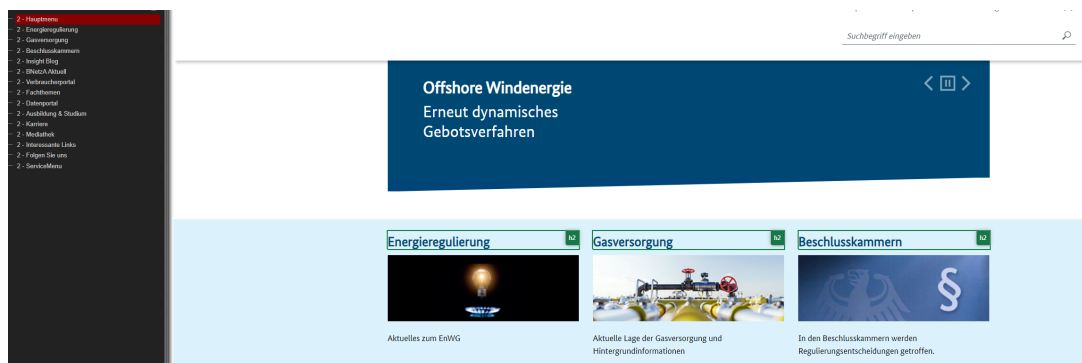 2 - Hauptmenu
2 - Energieregulierung
2 - Gasversorgung
2 - Beschlusskammern
2 - Insight Blog
2 - BNetzA Aktuell
2 - Verbraucherportal
2 - Fachthemen
2 - Datenportal
2 - Ausbildung & Studium
2 - Karriere
2 - Mediathek
2 - Interessante Links
2 - Folgen Sie uns
2 - ServiceMenu
Suchbegriff eingeben
Offshore Windenergie
Erneut dynamisches
Gebotsverfahren
Energieregulierung h2
Gasversorgung h2
Beschlusskammern h2
§
Aktuelles zum EnWG
Aktuelle Lage der Gasversorgung und
Hintergrundinformationen
In den Beschlusskammern werden
Regulierungsentscheidungen getroffen.